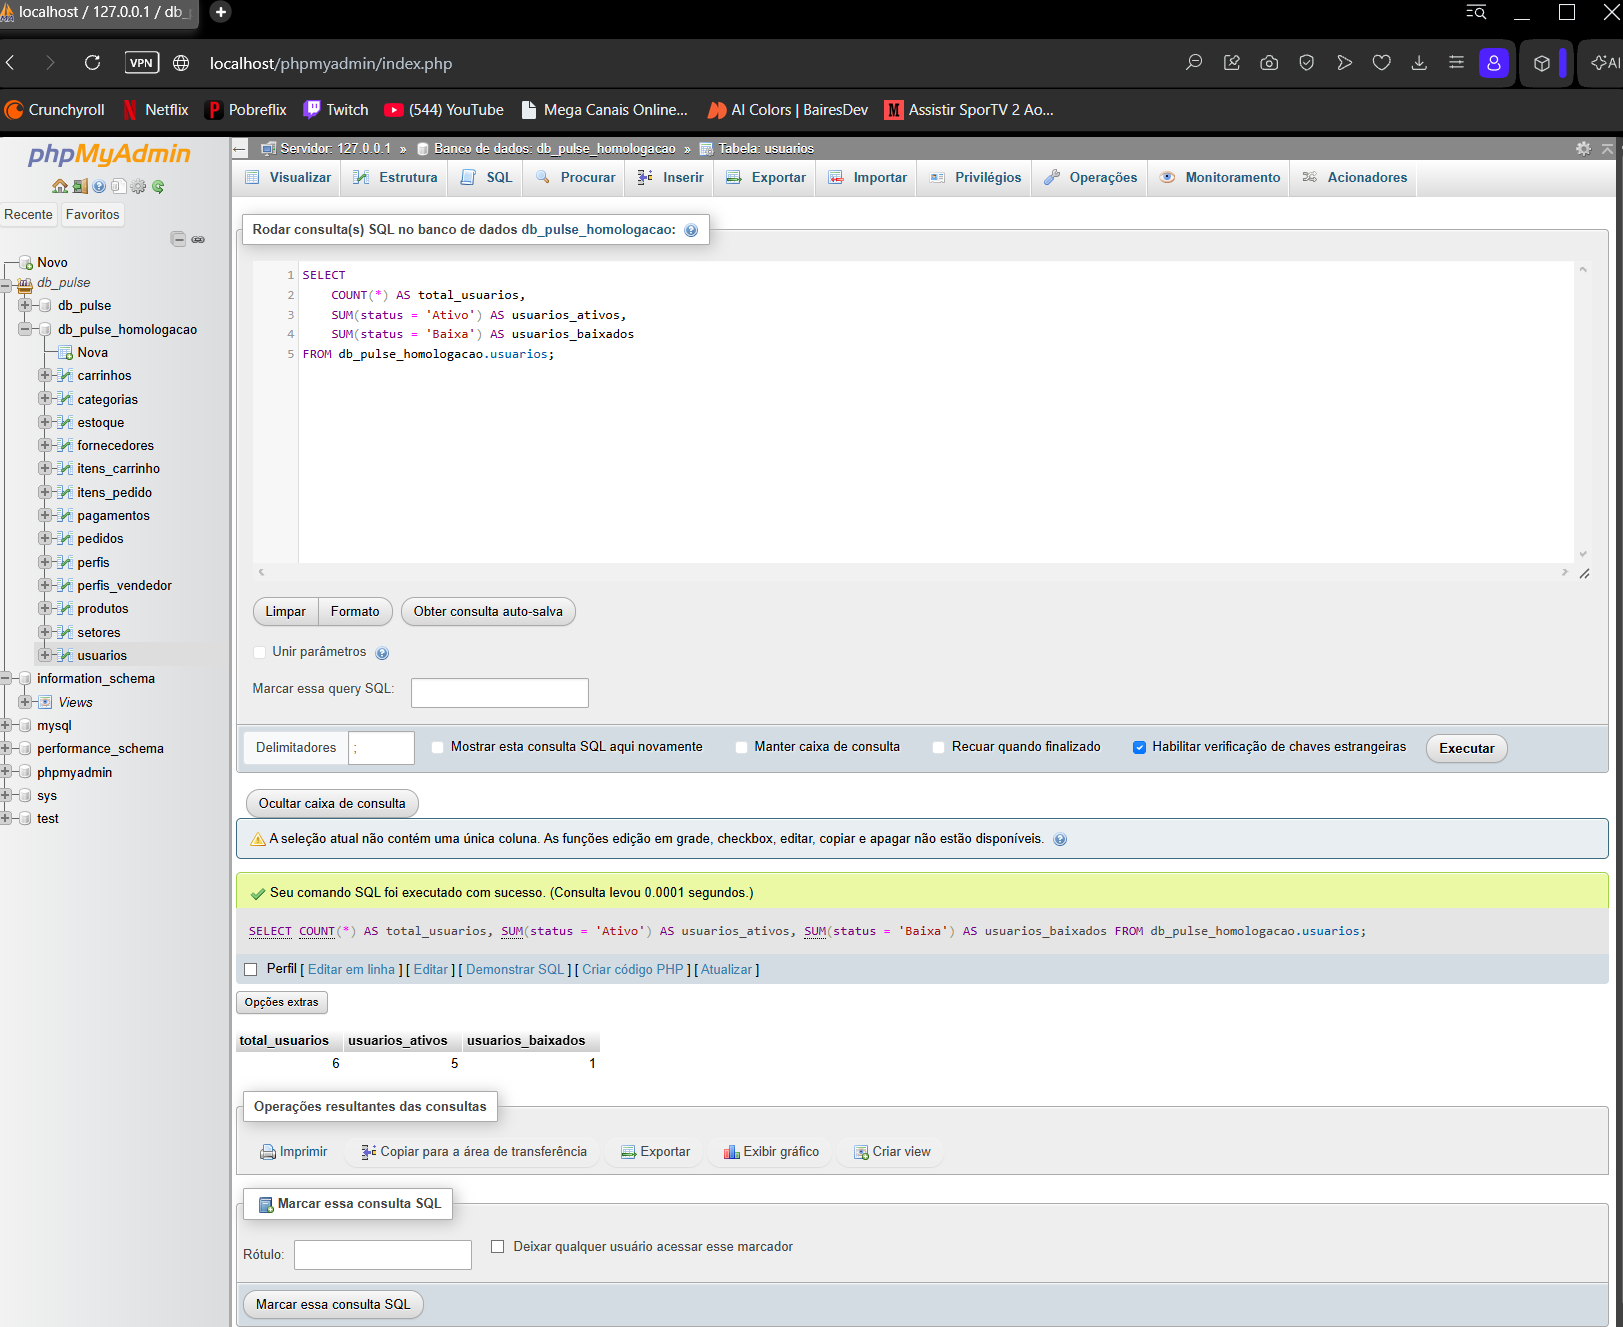 localhost / 127.0.0.1 / db_
VPN
localhost/phpmyadmin/index.php
AI
Crunchyroll
Netflix
Pobreflix
Twitch
(544) YouTube
Mega Canais Online...
AI Colors | BairesDev
Assistir SporTV 2 Ao...
phpMyAdmin
Recente
Favoritos
Novo
db_pulse
db_pulse
db_pulse_homologacao
Nova
carrinhos
categorias
estoque
fornecedores
itens_carrinho
itens_pedido
pagamentos
pedidos
perfis
perfis_vendedor
produtos
setores
usuarios
information_schema
Views
mysql
performance_schema
phpmyadmin
sys
test
Servidor: 127.0.0.1 » Banco de dados: db_pulse_homologacao » Tabela: usuarios
Visualizar
Estrutura
SQL
Procurar
Inserir
Exportar
Importar
Privilégios
Operações
Monitoramento
Acionadores
Rodar consulta(s) SQL no banco de dados db_pulse_homologacao:
1 SELECT
2 COUNT(*) AS total_usuarios,
3 SUM(status = 'Ativo') AS usuarios_ativos,
4 SUM(status = 'Baixa') AS usuarios_baixados
5 FROM db_pulse_homologacao.usuarios;
Limpar
Formato
Obter consulta auto-salva
Unir parâmetros
Marcar essa query SQL:
Delimitadores ;
Mostrar esta consulta SQL aqui novamente
Manter caixa de consulta
Recuar quando finalizado
Habilitar verificação de chaves estrangeiras
Executar
Ocultar caixa de consulta
A seleção atual não contém uma única coluna. As funções edição em grade, checkbox, editar, copiar e apagar não estão disponíveis.
Seu comando SQL foi executado com sucesso. (Consulta levou 0.0001 segundos.)
SELECT COUNT(*) AS total_usuarios, SUM(status = 'Ativo') AS usuarios_ativos, SUM(status = 'Baixa') AS usuarios_baixados FROM db_pulse_homologacao.usuarios;
Perfil [ Editar em linha ] [ Editar ] [ Demonstrar SQL ] [ Criar código PHP ] [ Atualizar ]
Opções extras
total_usuarios usuarios_ativos usuarios_baixados
6 5 1
Operações resultantes das consultas
Imprimir
Copiar para a área de transferência
Exportar
Exibir gráfico
Criar view
Marcar essa consulta SQL
Rótulo:
Deixar qualquer usuário acessar esse marcador
Marcar essa consulta SQL